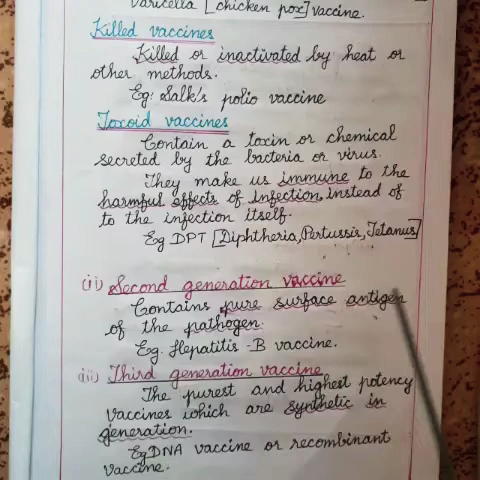 Varicella [chicken pox] vaccine.
Killed vaccines
Killed or inactivated by heat or
other methods.
Eg: Salk's polio vaccine
Toxoid vaccines
Contain a toxin or chemical
secreted by the bacteria or virus.
They make us immune to the
harmful effects of infection instead of
to the infection itself.
Eg DPT [Diphtheria, Pertussis, Tetanus]
(ii) Second generation vaccine
Contains pure surface antigen
of the pathogen.
Eg. Hepatitis -B vaccine.
(iii) Third generation vaccine
The purest and highest potency
vaccines which are synthetic in
generation.
Eg DNA vaccine or recombinant
vaccine.